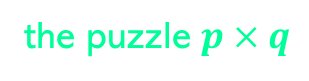 the puzzle p × q